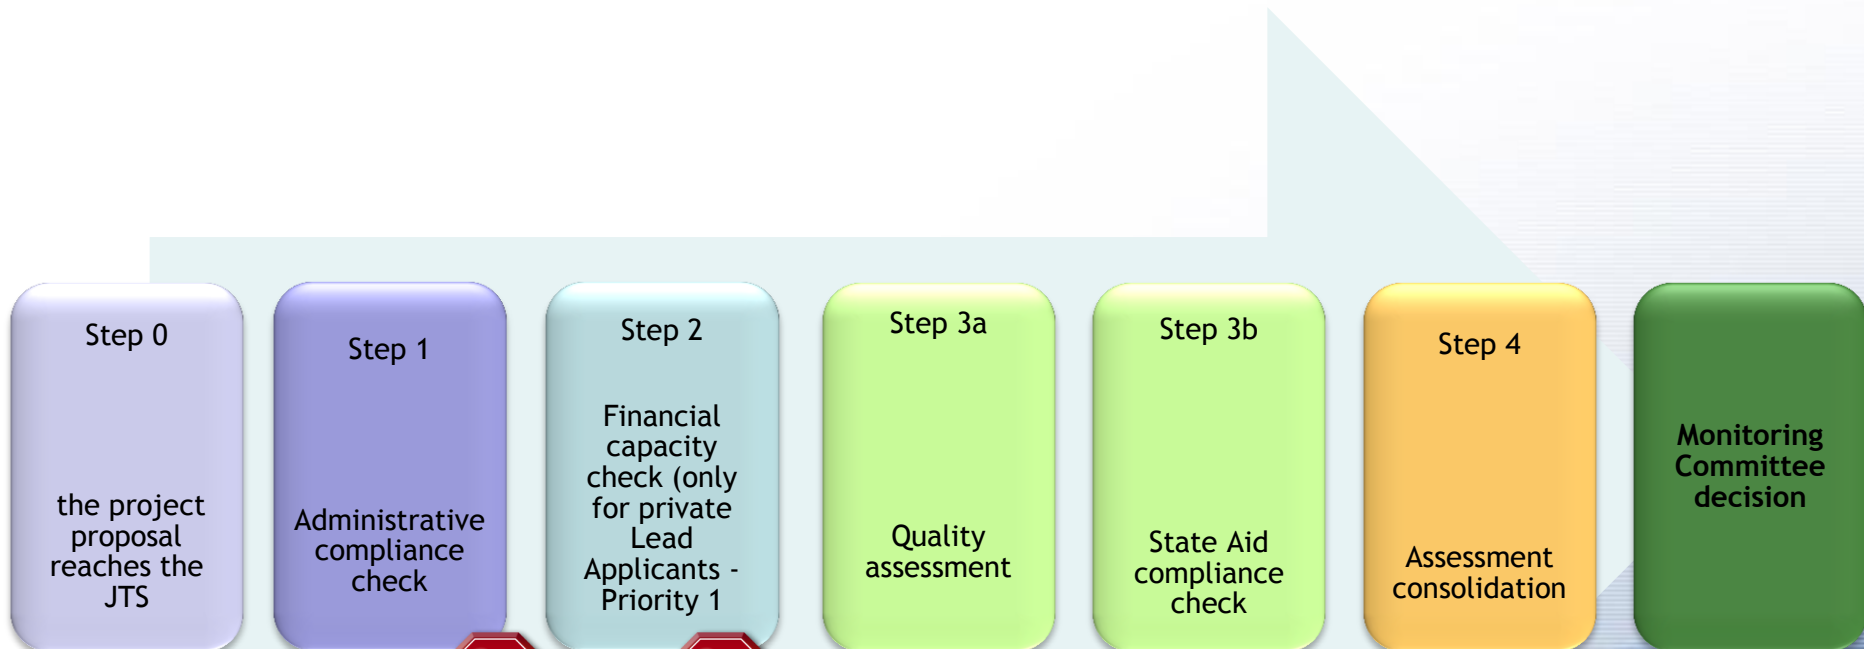 Step 0
the project
proposal
reaches the
JTS
Step 1
Administrative
compliance
check
Step 2
Financial
capacity
check (only
for private
Lead
Applicants -
Priority 1
Step 3a
Quality
assessment
Step 3b
State Aid
compliance
check
Step 4
Assessment
consolidation
Monitoring
Committee
decision